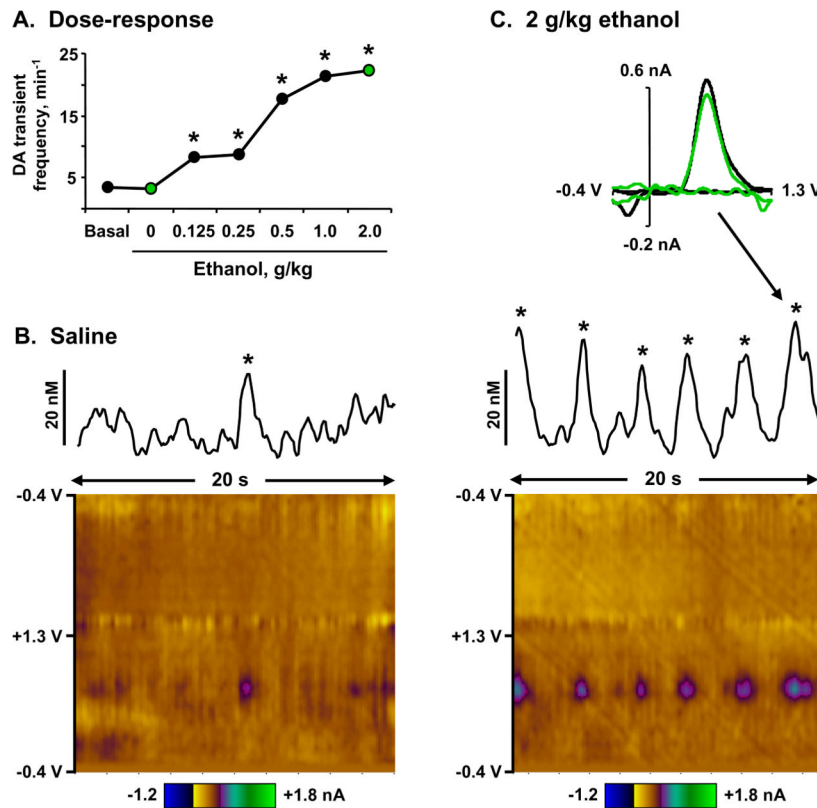 A. Dose-response
DA transient
frequency, min-1
25
15
5
* * * * *
Basal 0 0.125 0.25 0.5 1.0 2.0
Ethanol, g/kg
B. Saline
*
20 nM
20 s
-0.4 V
+1.3 V
-0.4 V
-1.2 +1.8 nA
C. 2 g/kg ethanol
0.6 nA
-0.4 V 1.3 V
-0.2 nA
* * * * * *
20 nM
20 s
-0.4 V
+1.3 V
-0.4 V
-1.2 +1.8 nA